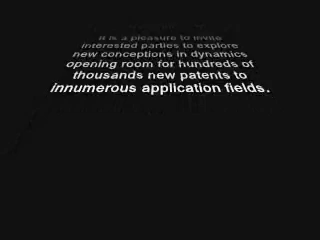 It is a pleasure to invite
interested parties to explore
new conceptions in dynamics
opening room for hundreds of
thousands new patents to
innumerous application fields.